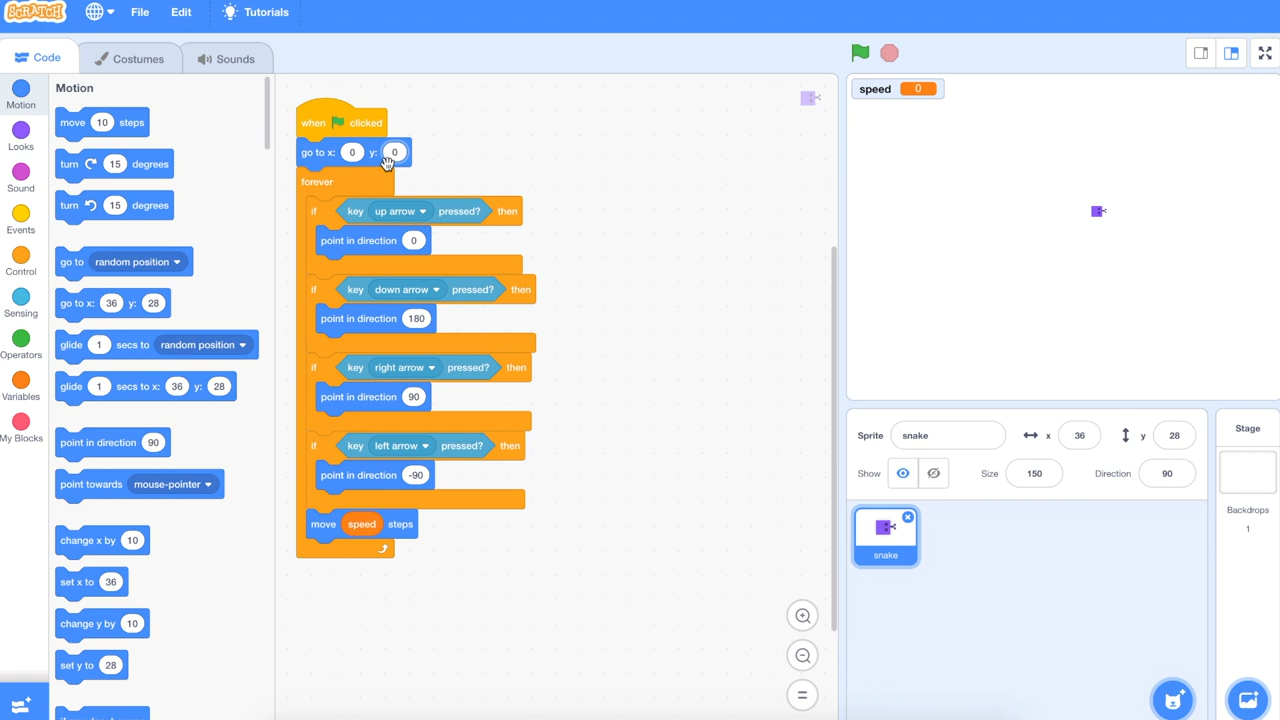 SCRATCH File Edit Tutorials
Code Costumes Sounds
Motion
Looks
Sound
Events
Control
Sensing
Operators
Variables
My Blocks
Motion
move 10 steps
turn 15 degrees
turn 15 degrees
go to random position
go to x: 36 y: 28
glide 1 secs to random position
glide 1 secs to x: 36 y: 28
point in direction 90
point towards mouse-pointer
change x by 10
set x to 36
change y by 10
set y to 28
when clicked
go to x: 0 y: 0
forever
if key up arrow pressed? then
point in direction 0
if key down arrow pressed? then
point in direction 180
if key right arrow pressed? then
point in direction 90
if key left arrow pressed? then
point in direction -90
move speed steps
speed 0
Sprite snake x 36 y 28
Show Size 150 Direction 90
snake
Stage
Backdrops
1